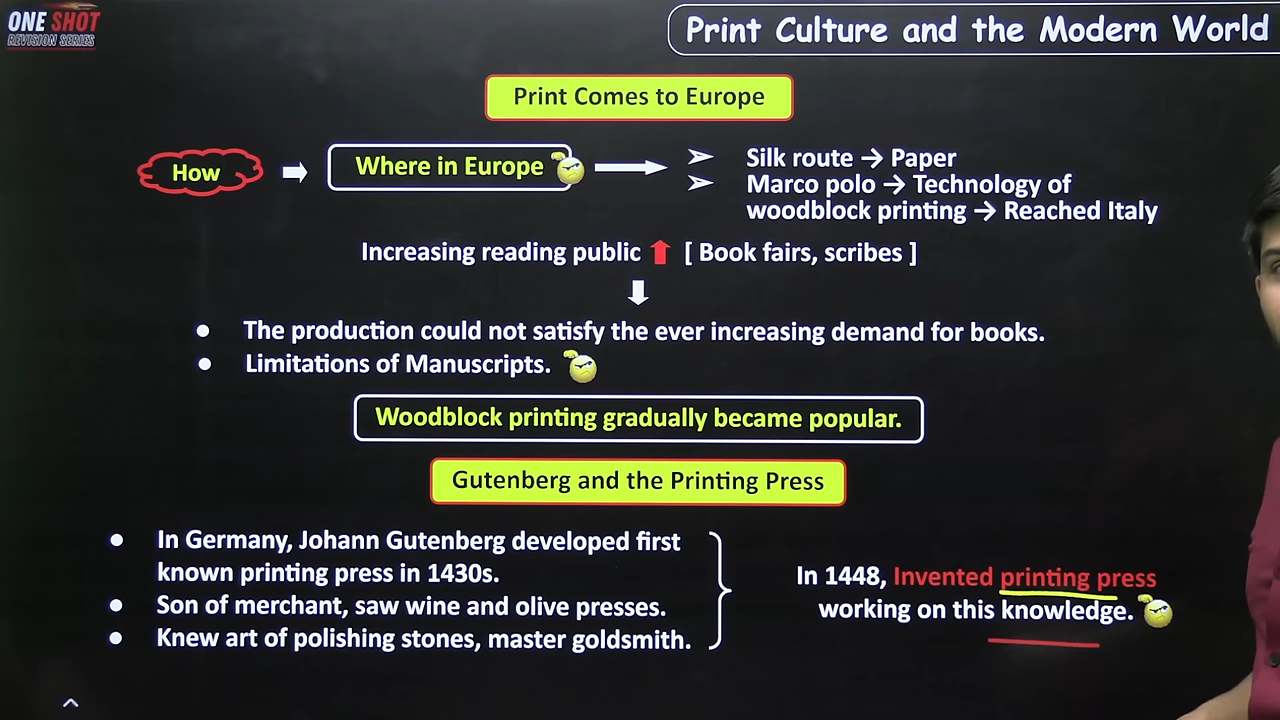 ONE SHOT
REVISION SERIES
Print Culture and the Modern World
Print Comes to Europe
How
Where in Europe
➢ Silk route → Paper
➢ Marco polo → Technology of
woodblock printing → Reached Italy
Increasing reading public [ Book fairs, scribes ]
● The production could not satisfy the ever increasing demand for books.
● Limitations of Manuscripts.
Woodblock printing gradually became popular.
Gutenberg and the Printing Press
● In Germany, Johann Gutenberg developed first
known printing press in 1430s.
● Son of merchant, saw wine and olive presses.
● Knew art of polishing stones, master goldsmith.
In 1448, Invented printing press
working on this knowledge.